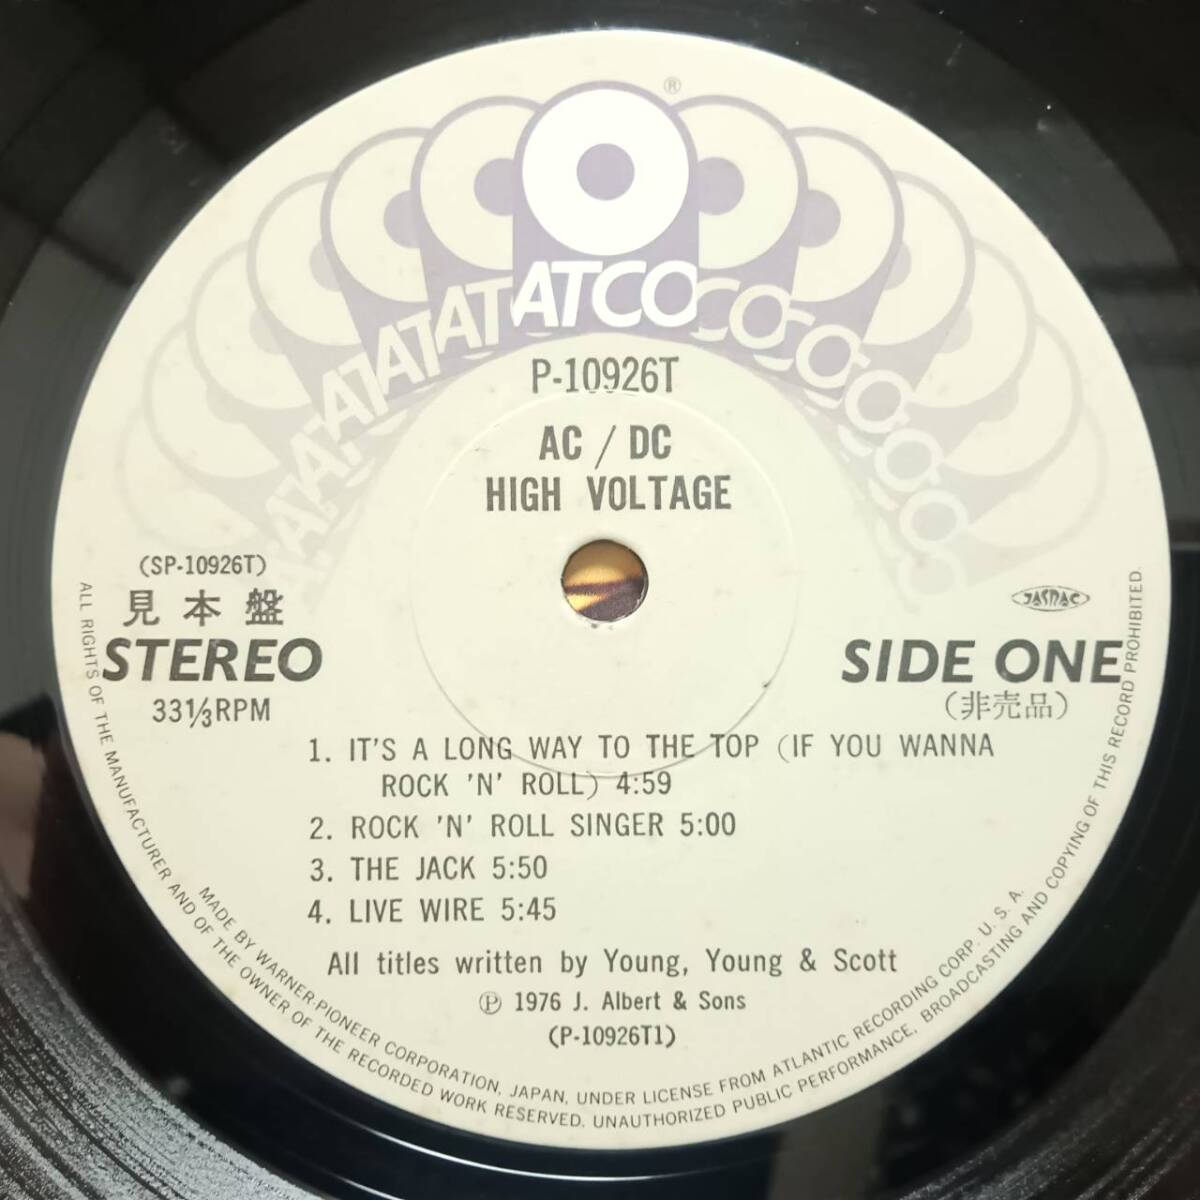 ®
ATCO
P-10926T
AC / DC
HIGH VOLTAGE
(SP-10926T)
見本盤
STEREO
33⅓RPM
JASRAC
SIDE ONE
(非売品)
1. IT'S A LONG WAY TO THE TOP (IF YOU WANNA
ROCK 'N' ROLL) 4:59
2. ROCK 'N' ROLL SINGER 5:00
3. THE JACK 5:50
4. LIVE WIRE 5:45
All titles written by Young, Young & Scott
Ⓟ 1976 J. Albert & Sons
(P-10926T1)
MADE BY WARNER-PIONEER CORPORATION, JAPAN, UNDER LICENSE FROM ATLANTIC RECORDING CORP. U. S. A.
ALL RIGHTS OF THE MANUFACTURER AND OF THE OWNER OF THE RECORDED WORK RESERVED. UNAUTHORIZED PUBLIC PERFORMANCE, BROADCASTING AND COPYING OF THIS RECORD PROHIBITED.